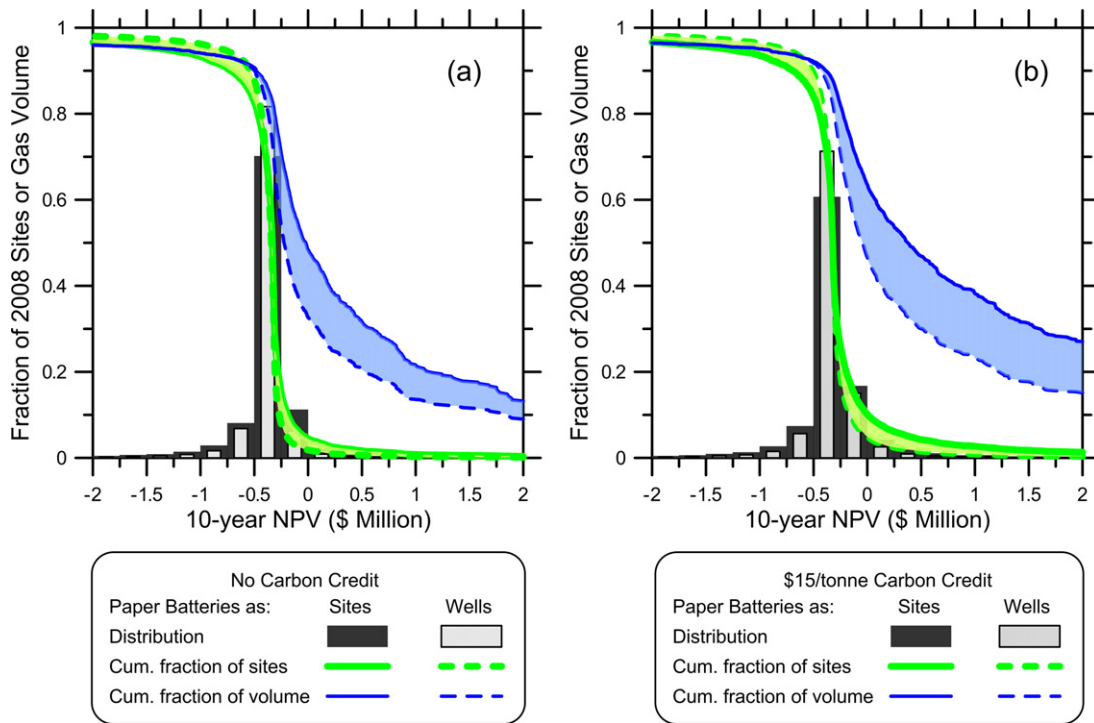 Fraction of 2008 Sites or Gas Volume
1
0.8
0.6
0.4
0.2
0
(a)
-2 -1.5 -1 -0.5 0 0.5 1 1.5 2
10-year NPV ($ Million)
No Carbon Credit
Paper Batteries as: Sites Wells
Distribution
Cum. fraction of sites
Cum. fraction of volume
Fraction of 2008 Sites or Gas Volume
1
0.8
0.6
0.4
0.2
0
(b)
-2 -1.5 -1 -0.5 0 0.5 1 1.5 2
10-year NPV ($ Million)
$15/tonne Carbon Credit
Paper Batteries as: Sites Wells
Distribution
Cum. fraction of sites
Cum. fraction of volume